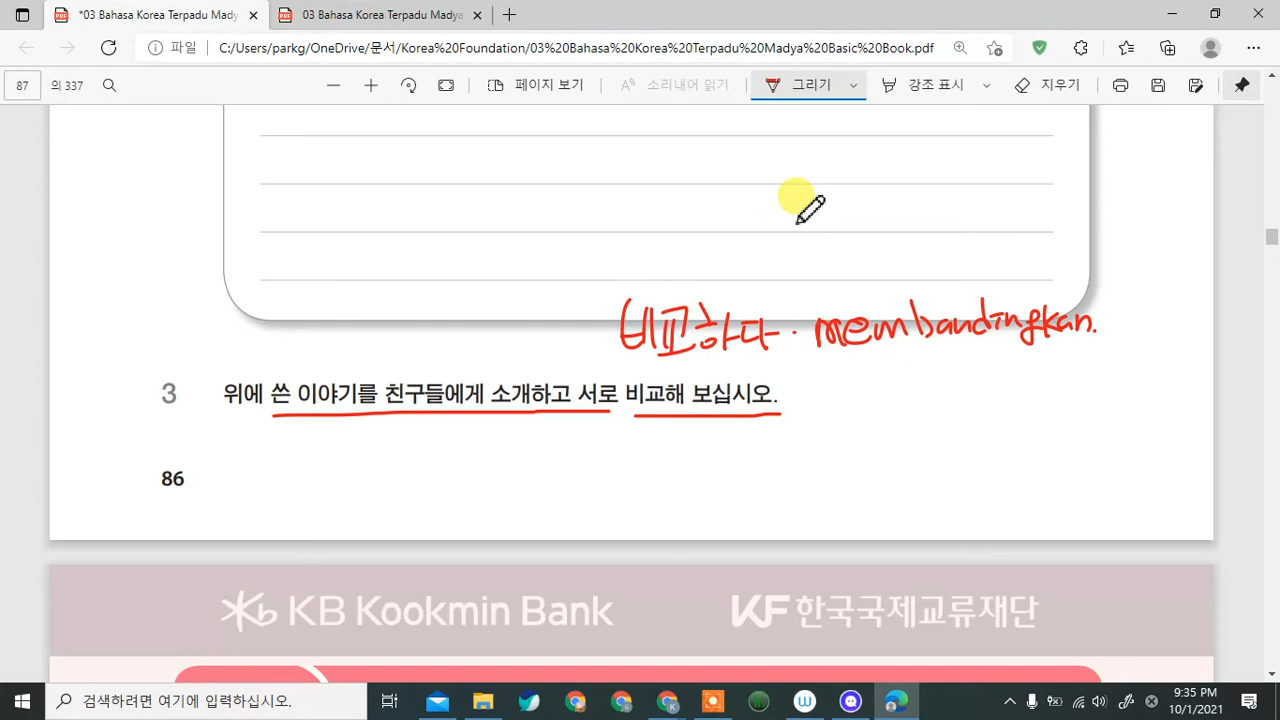 *03 Bahasa Korea Terpadu Mady
03 Bahasa Korea Terpadu Madya
파일
C:/Users/parkg/OneDrive/문서/Korea%20Foundation/03%20Bahasa%20Korea%20Terpadu%20Madya%20Basic%20Book.pdf
87 의 337
페이지 보기
소리내어 읽기
그리기
강조 표시
지우기
비교하다 · membandingkan.
3 위에 쓴 이야기를 친구들에게 소개하고 서로 비교해 보십시오.
86
KB Kookmin Bank
KF 한국국제교류재단
검색하려면 여기에 입력하십시오.
9:35 PM
10/1/2021